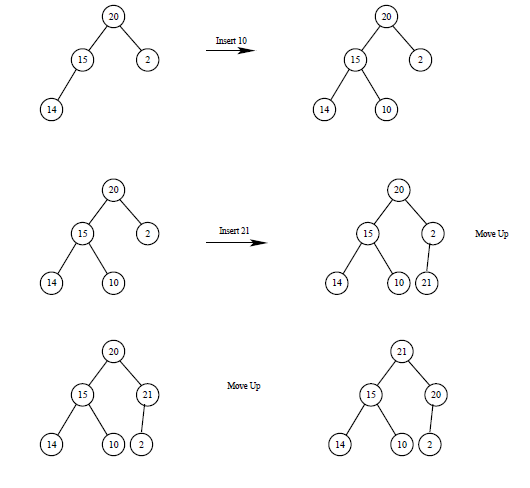 20 20
15 2 Insert 10 15 2
14 14 10
20 20
15 2 Insert 21 15 2 Move Up
14 10 14 10 21
20 21
15 21 Move Up 15 20
14 10 2 14 10 2